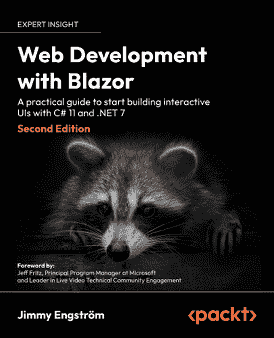 EXPERT INSIGHT
Web Development
with Blazor
A practical guide to start building interactive
UIs with C# 11 and .NET 7
Second Edition
Foreword by:
Jeff Fritz, Principal Program Manager at Microsoft
and Leader in Live Video Technical Community Engagement
Jimmy Engström
<packt>